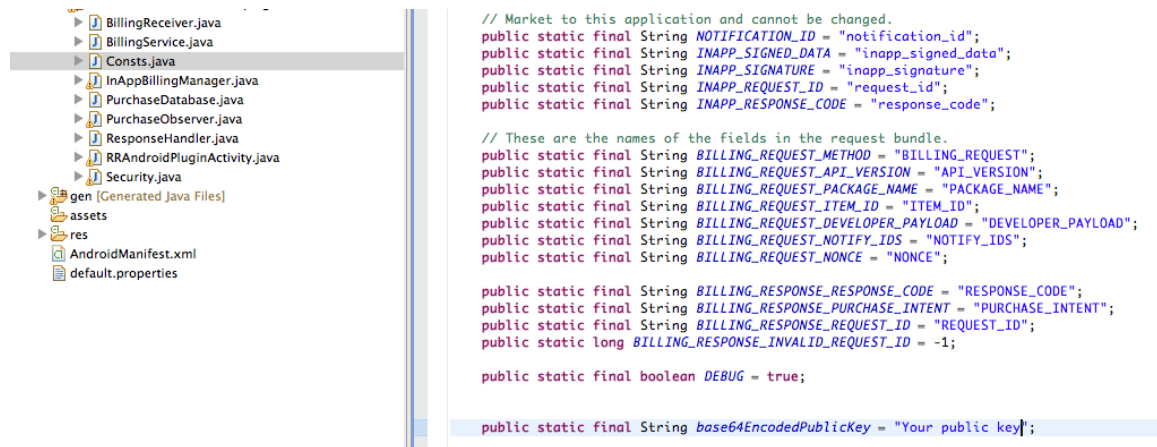 BillingReceiver.java
BillingService.java
Consts.java
InAppBillingManager.java
PurchaseDatabase.java
PurchaseObserver.java
ResponseHandler.java
RRAndroidPluginActivity.java
Security.java
gen [Generated Java Files]
assets
res
AndroidManifest.xml
default.properties
// Market to this application and cannot be changed.
public static final String NOTIFICATION_ID = "notification_id";
public static final String INAPP_SIGNED_DATA = "inapp_signed_data";
public static final String INAPP_SIGNATURE = "inapp_signature";
public static final String INAPP_REQUEST_ID = "request_id";
public static final String INAPP_RESPONSE_CODE = "response_code";
// These are the names of the fields in the request bundle.
public static final String BILLING_REQUEST_METHOD = "BILLING_REQUEST";
public static final String BILLING_REQUEST_API_VERSION = "API_VERSION";
public static final String BILLING_REQUEST_PACKAGE_NAME = "PACKAGE_NAME";
public static final String BILLING_REQUEST_ITEM_ID = "ITEM_ID";
public static final String BILLING_REQUEST_DEVELOPER_PAYLOAD = "DEVELOPER_PAYLOAD";
public static final String BILLING_REQUEST_NOTIFY_IDS = "NOTIFY_IDS";
public static final String BILLING_REQUEST_NONCE = "NONCE";
public static final String BILLING_RESPONSE_RESPONSE_CODE = "RESPONSE_CODE";
public static final String BILLING_RESPONSE_PURCHASE_INTENT = "PURCHASE_INTENT";
public static final String BILLING_RESPONSE_REQUEST_ID = "REQUEST_ID";
public static long BILLING_RESPONSE_INVALID_REQUEST_ID = -1;
public static final boolean DEBUG = true;
public static final String base64EncodedPublicKey = "Your public key";